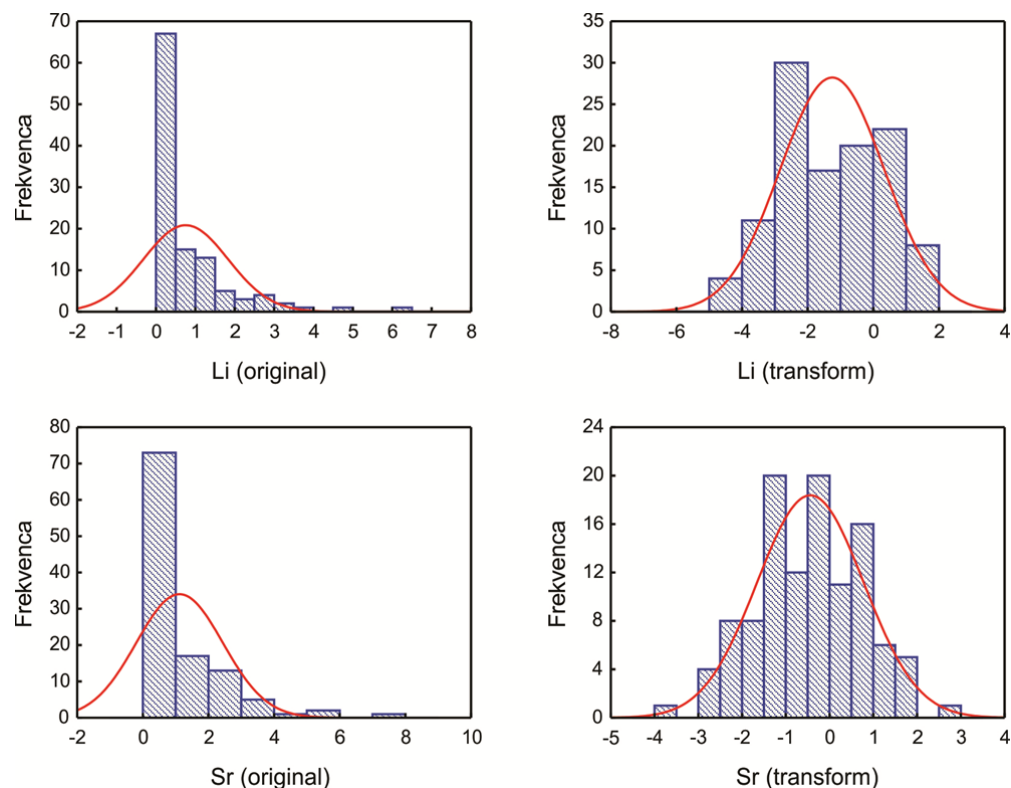 70
60
50
40
30
20
10
0
Frekvenca
-2 -1 0 1 2 3 4 5 6 7 8
Li (original)
35
30
25
20
15
10
5
0
Frekvenca
-8 -6 -4 -2 0 2 4
Li (transform)
80
70
60
50
40
30
20
10
0
Frekvenca
-2 0 2 4 6 8 10
Sr (original)
24
20
16
12
8
4
0
Frekvenca
-5 -4 -3 -2 -1 0 1 2 3 4
Sr (transform)